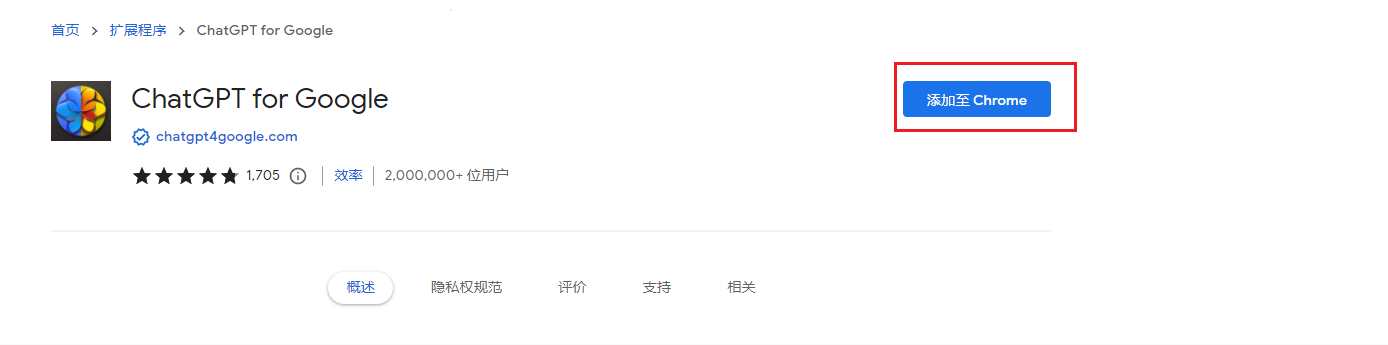 首页 > 扩展程序 > ChatGPT for Google
ChatGPT for Google
添加至 Chrome
chatgpt4google.com
1,705 效率 2,000,000+ 位用户
概述 隐私权规范 评价 支持 相关